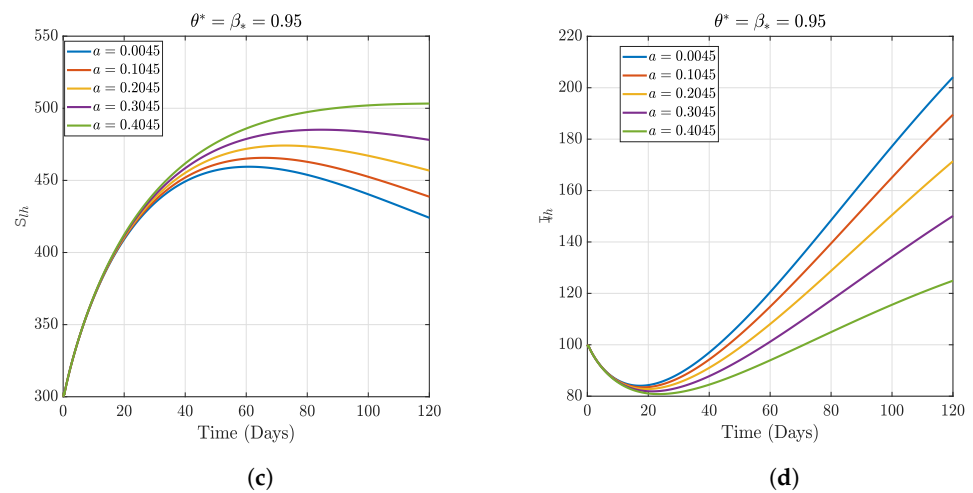 θ* = β* = 0.95
550
500
450
400
350
300
0 20 40 60 80 100 120
Time (Days)
𝕊lh
a = 0.0045
a = 0.1045
a = 0.2045
a = 0.3045
a = 0.4045
(c)
θ* = β* = 0.95
220
200
180
160
140
120
100
80
0 20 40 60 80 100 120
Time (Days)
𝕀h
a = 0.0045
a = 0.1045
a = 0.2045
a = 0.3045
a = 0.4045
(d)